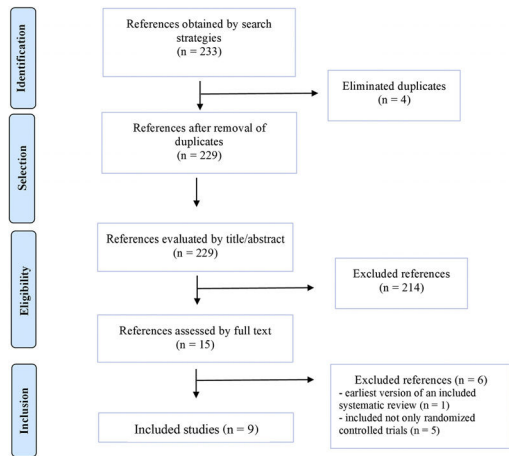 Identification
References obtained by search
strategies
(n = 233)
Eliminated duplicates
(n = 4)
Selection
References after removal of
duplicates
(n = 229)
Eligibility
References evaluated by title/abstract
(n = 229)
Excluded references
(n = 214)
References assessed by full text
(n = 15)
Inclusion
Excluded references (n = 6)
- earliest version of an included
systematic review (n = 1)
- included not only randomized
controlled trials (n = 5)
Included studies (n = 9)